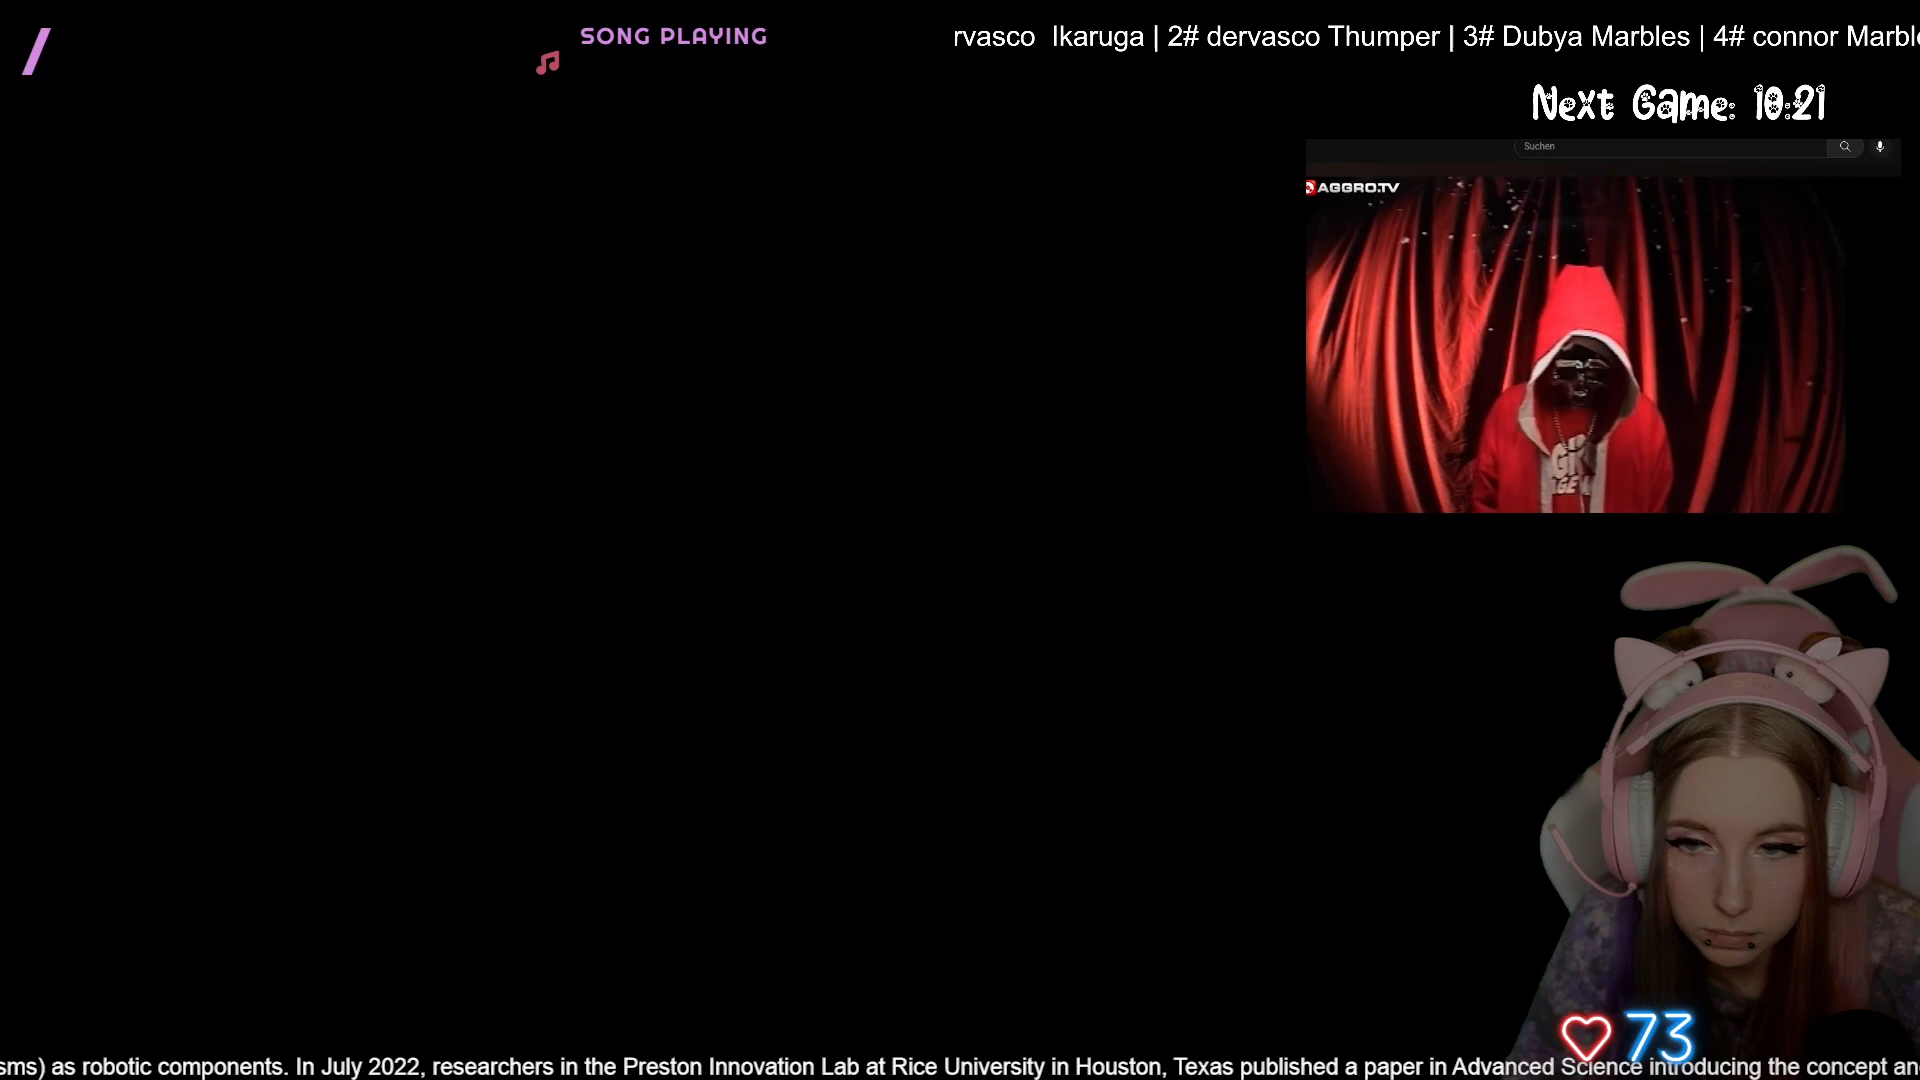 SONG PLAYING
rvasco Ikaruga | 2# dervasco Thumper | 3# Dubya Marbles | 4# connor Marbl
Next Game: 10:21
Suchen
AGGRO.TV
73
sms) as robotic components. In July 2022, researchers in the Preston Innovation Lab at Rice University in Houston, Texas published a paper in Advanced Science introducing the concept an